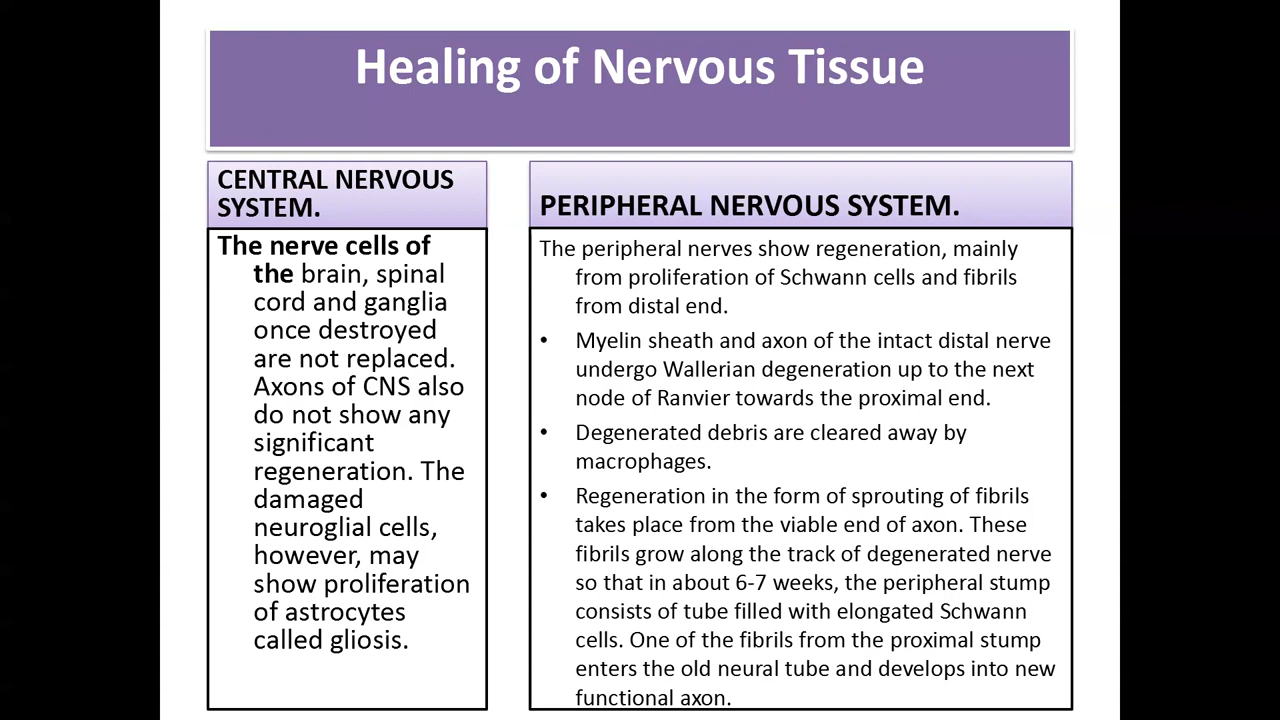 Healing of Nervous Tissue
CENTRAL NERVOUS
SYSTEM.
The nerve cells of
the brain, spinal
cord and ganglia
once destroyed
are not replaced.
Axons of CNS also
do not show any
significant
regeneration. The
damaged
neuroglial cells,
however, may
show proliferation
of astrocytes
called gliosis.
PERIPHERAL NERVOUS SYSTEM.
The peripheral nerves show regeneration, mainly
from proliferation of Schwann cells and fibrils
from distal end.
• Myelin sheath and axon of the intact distal nerve
undergo Wallerian degeneration up to the next
node of Ranvier towards the proximal end.
• Degenerated debris are cleared away by
macrophages.
• Regeneration in the form of sprouting of fibrils
takes place from the viable end of axon. These
fibrils grow along the track of degenerated nerve
so that in about 6-7 weeks, the peripheral stump
consists of tube filled with elongated Schwann
cells. One of the fibrils from the proximal stump
enters the old neural tube and develops into new
functional axon.